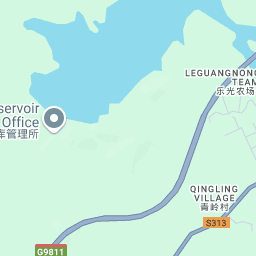 LEGUANGNONG
TEAM
乐光农场
servoir
Office
库管理所
QINGLING
VILLAGE
青岭村
S313
G9811